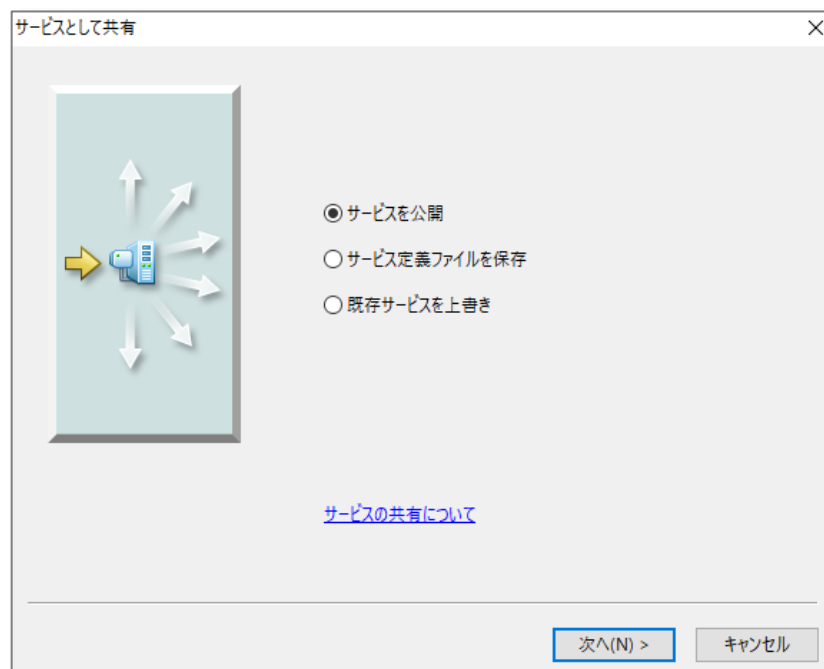 サービスとして共有
サービスを公開
サービス定義ファイルを保存
既存サービスを上書き
サービスの共有について
次へ(N) >
キャンセル